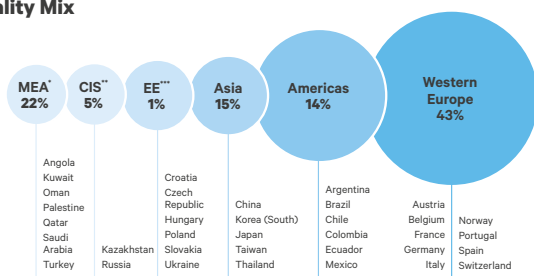 ality Mix
MEA*
22%
CIS**
5%
EE***
1%
Asia
15%
Americas
14%
Western
Europe
43%
Angola
Kuwait
Oman
Palestine
Qatar
Saudi
Arabia
Turkey
Kazakhstan
Russia
Croatia
Czech
Republic
Hungary
Poland
Slovakia
Ukraine
China
Korea (South)
Japan
Taiwan
Thailand
Argentina
Brazil
Chile
Colombia
Ecuador
Mexico
Austria
Belgium
France
Germany
Italy
Norway
Portugal
Spain
Switzerland